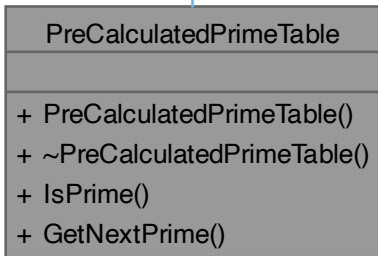 PreCalculatedPrimeTable
+ PreCalculatedPrimeTable()
+ ~PreCalculatedPrimeTable()
+ IsPrime()
+ GetNextPrime()